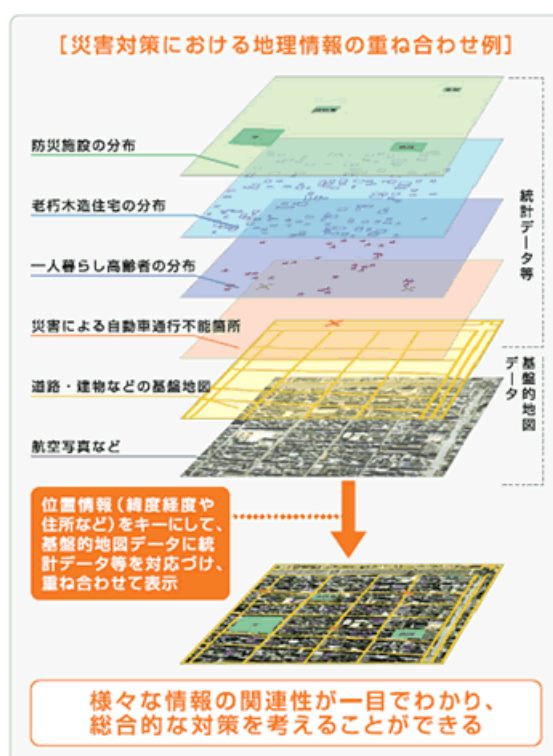 ［災害対策における地理情報の重ね合わせ例］
防災施設の分布
老朽木造住宅の分布
一人暮らし高齢者の分布
災害による自動車通行不能箇所
道路・建物などの基盤地図
航空写真など
統計データ等
基盤的地図
データ
位置情報（緯度経度や
住所など）をキーにして、
基盤的地図データに統
計データ等を対応づけ、
重ね合わせて表示
様々な情報の関連性が一目でわかり、
総合的な対策を考えることができる